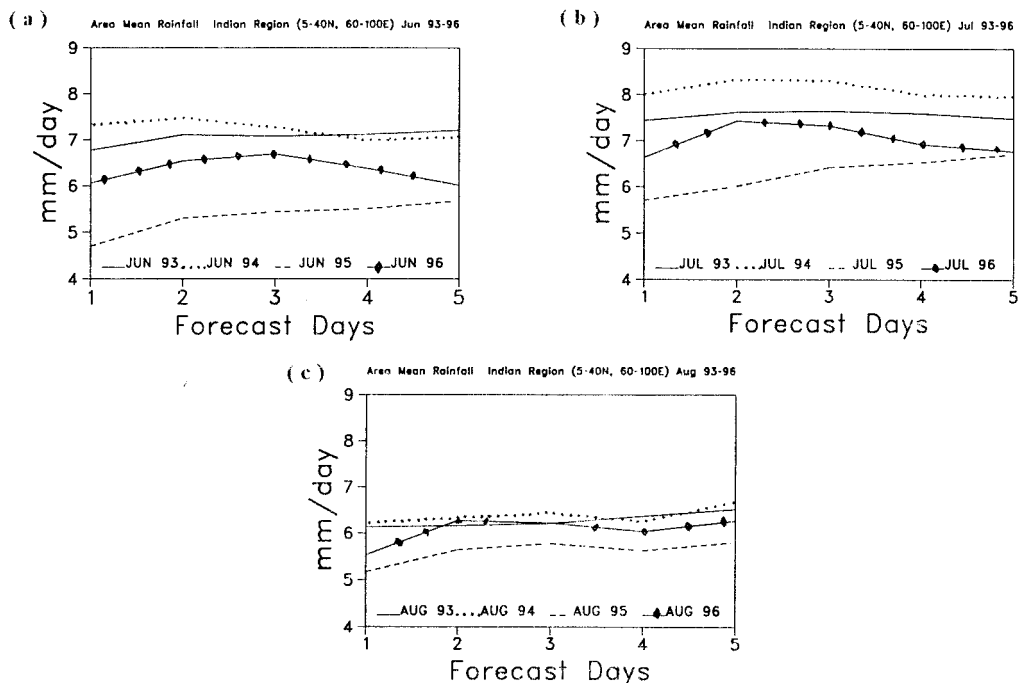 (a) Area Mean Rainfall Indian Region (5-40N, 60-100E) Jun 93-96
9
8
7
6
5
4
mm/day
JUN 93 JUN 94 JUN 95 JUN 96
1 2 3 4 5
Forecast Days
(b) Area Mean Rainfall Indian Region (5-40N, 60-100E) Jul 93-96
9
8
7
6
5
4
mm/day
JUL 93 JUL 94 JUL 95 JUL 96
1 2 3 4 5
Forecast Days
(c) Area Mean Rainfall Indian Region (5-40N, 60-100E) Aug 93-96
9
8
7
6
5
4
mm/day
AUG 93 AUG 94 AUG 95 AUG 96
1 2 3 4 5
Forecast Days